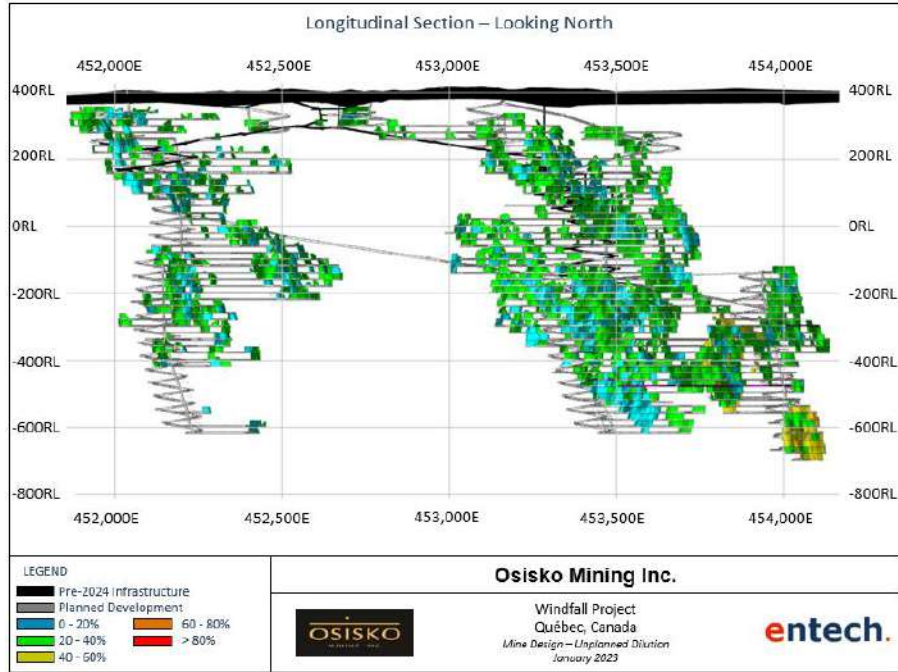 Longitudinal Section – Looking North
452,000E 452,500E 453,000E 453,500E 454,000E
400RL 400RL
200RL 200RL
0RL 0RL
-200RL -200RL
-400RL -400RL
-600RL -600RL
-800RL -800RL
452,000E 452,500E 453,000E 453,500E 454,000E
LEGEND
Pre-2024 Infrastructure
Planned Development
0 - 20% 60 - 80%
20 - 40% > 80%
40 - 60%
Osisko Mining Inc.
OSISKO
Windfall Project
Québec, Canada
Mine Design – Unplanned Dilution
January 2023
entech.